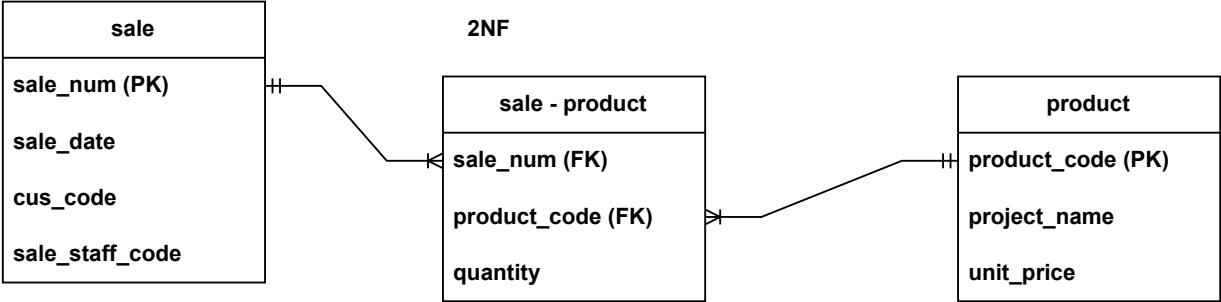 sale
2NF
sale_num (PK)
sale_date
cus_code
sale_staff_code
sale - product
sale_num (FK)
product_code (FK)
quantity
product
product_code (PK)
project_name
unit_price